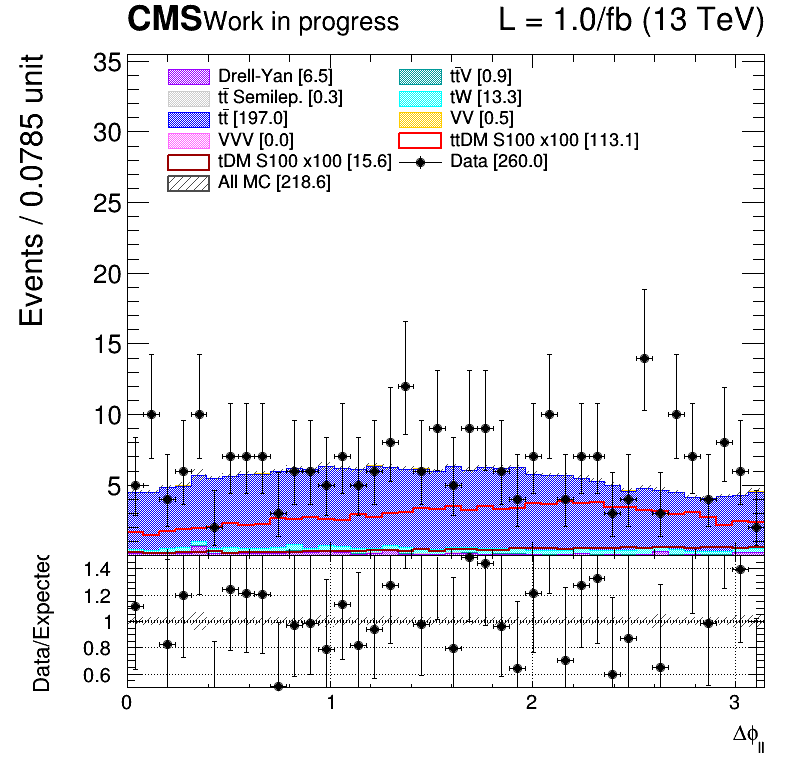 CMS Work in progress L = 1.0/fb (13 TeV)
Events / 0.0785 unit
35
30
25
20
15
10
5
Drell-Yan [6.5] tt̄V [0.9]
tt̄ Semilep. [0.3] tW [13.3]
tt̄ [197.0] VV [0.5]
VVV [0.0] ttDM S100 x100 [113.1]
tDM S100 x100 [15.6] Data [260.0]
All MC [218.6]
Data/Expected
1.4
1.2
1
0.8
0.6
0 1 2 3
Δϕ_ll